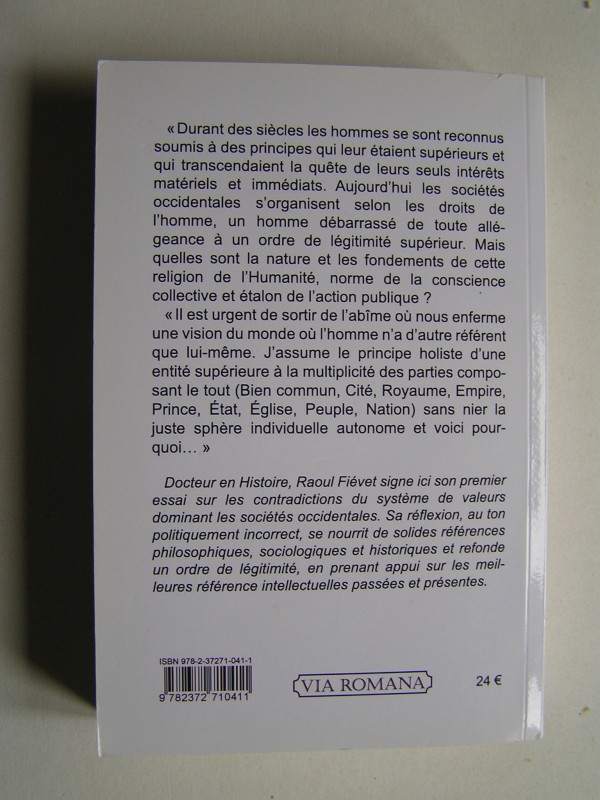 « Durant des siècles les hommes se sont reconnus
soumis à des principes qui leur étaient supérieurs et
qui transcendaient la quête de leurs seuls intérêts
matériels et immédiats. Aujourd’hui les sociétés
occidentales s’organisent selon les droits de
l’homme, un homme débarrassé de toute allé-
geance à un ordre de légitimité supérieur. Mais
quelles sont la nature et les fondements de cette
religion de l’Humanité, norme de la conscience
collective et étalon de l’action publique ?
« Il est urgent de sortir de l’abîme où nous enferme
une vision du monde où l’homme n’a d’autre référent
que lui-même. J’assume le principe holiste d’une
entité supérieure à la multiplicité des parties compo-
sant le tout (Bien commun, Cité, Royaume, Empire,
Prince, État, Église, Peuple, Nation) sans nier la
juste sphère individuelle autonome et voici pour-
quoi… »
Docteur en Histoire, Raoul Fiévet signe ici son premier
essai sur les contradictions du système de valeurs
dominant les sociétés occidentales. Sa réflexion, au ton
politiquement incorrect, se nourrit de solides références
philosophiques, sociologiques et historiques et refonde
un ordre de légitimité, en prenant appui sur les meil-
leures référence intellectuelles passées et présentes.
ISBN 978-2-37271-041-1
9 782372 710411
VIA ROMANA
24 €